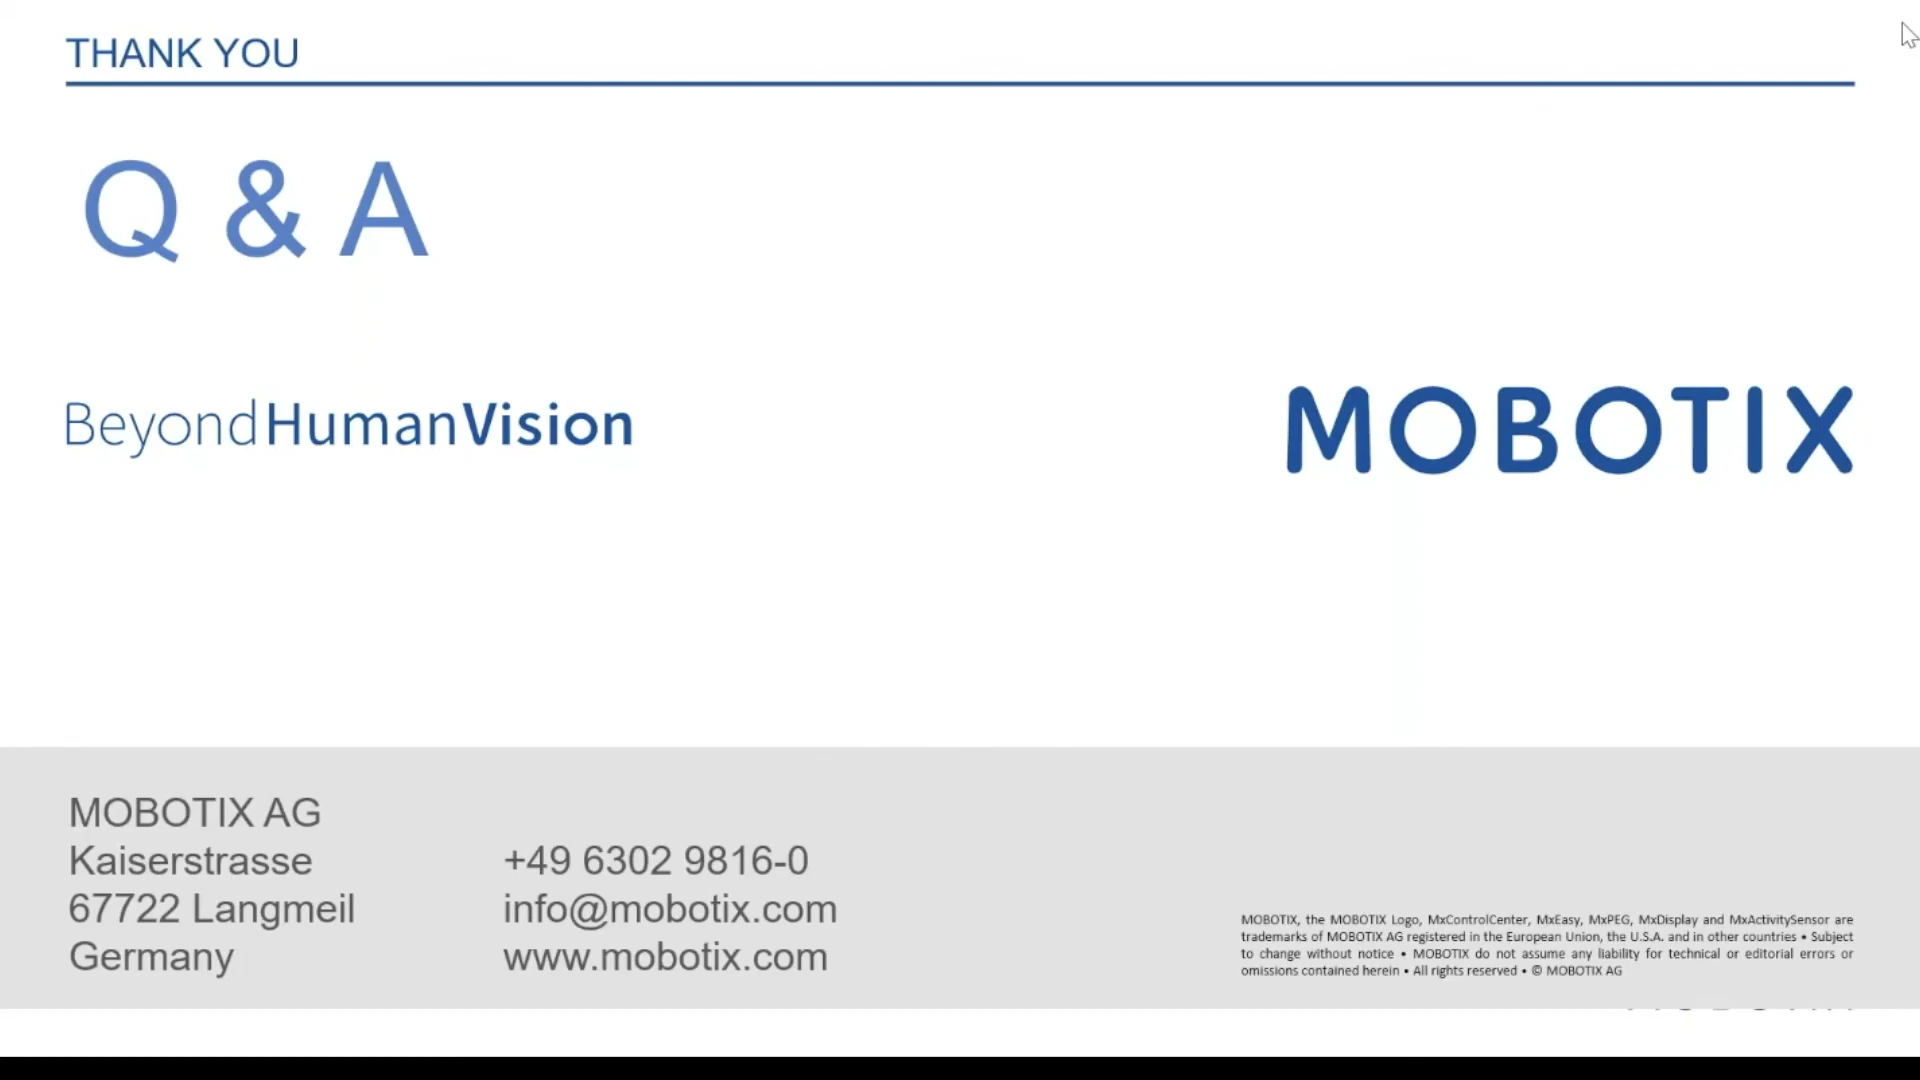 THANK YOU
Q & A
BeyondHumanVision
MOBOTIX
MOBOTIX AG
Kaiserstrasse
67722 Langmeil
Germany
+49 6302 9816-0
info@mobotix.com
www.mobotix.com
MOBOTIX, the MOBOTIX Logo, MxControlCenter, MxEasy, MxPEG, MxDisplay and MxActivitySensor are
trademarks of MOBOTIX AG registered in the European Union, the U.S.A. and in other countries • Subject
to change without notice • MOBOTIX do not assume any liability for technical or editorial errors or
omissions contained herein • All rights reserved • © MOBOTIX AG